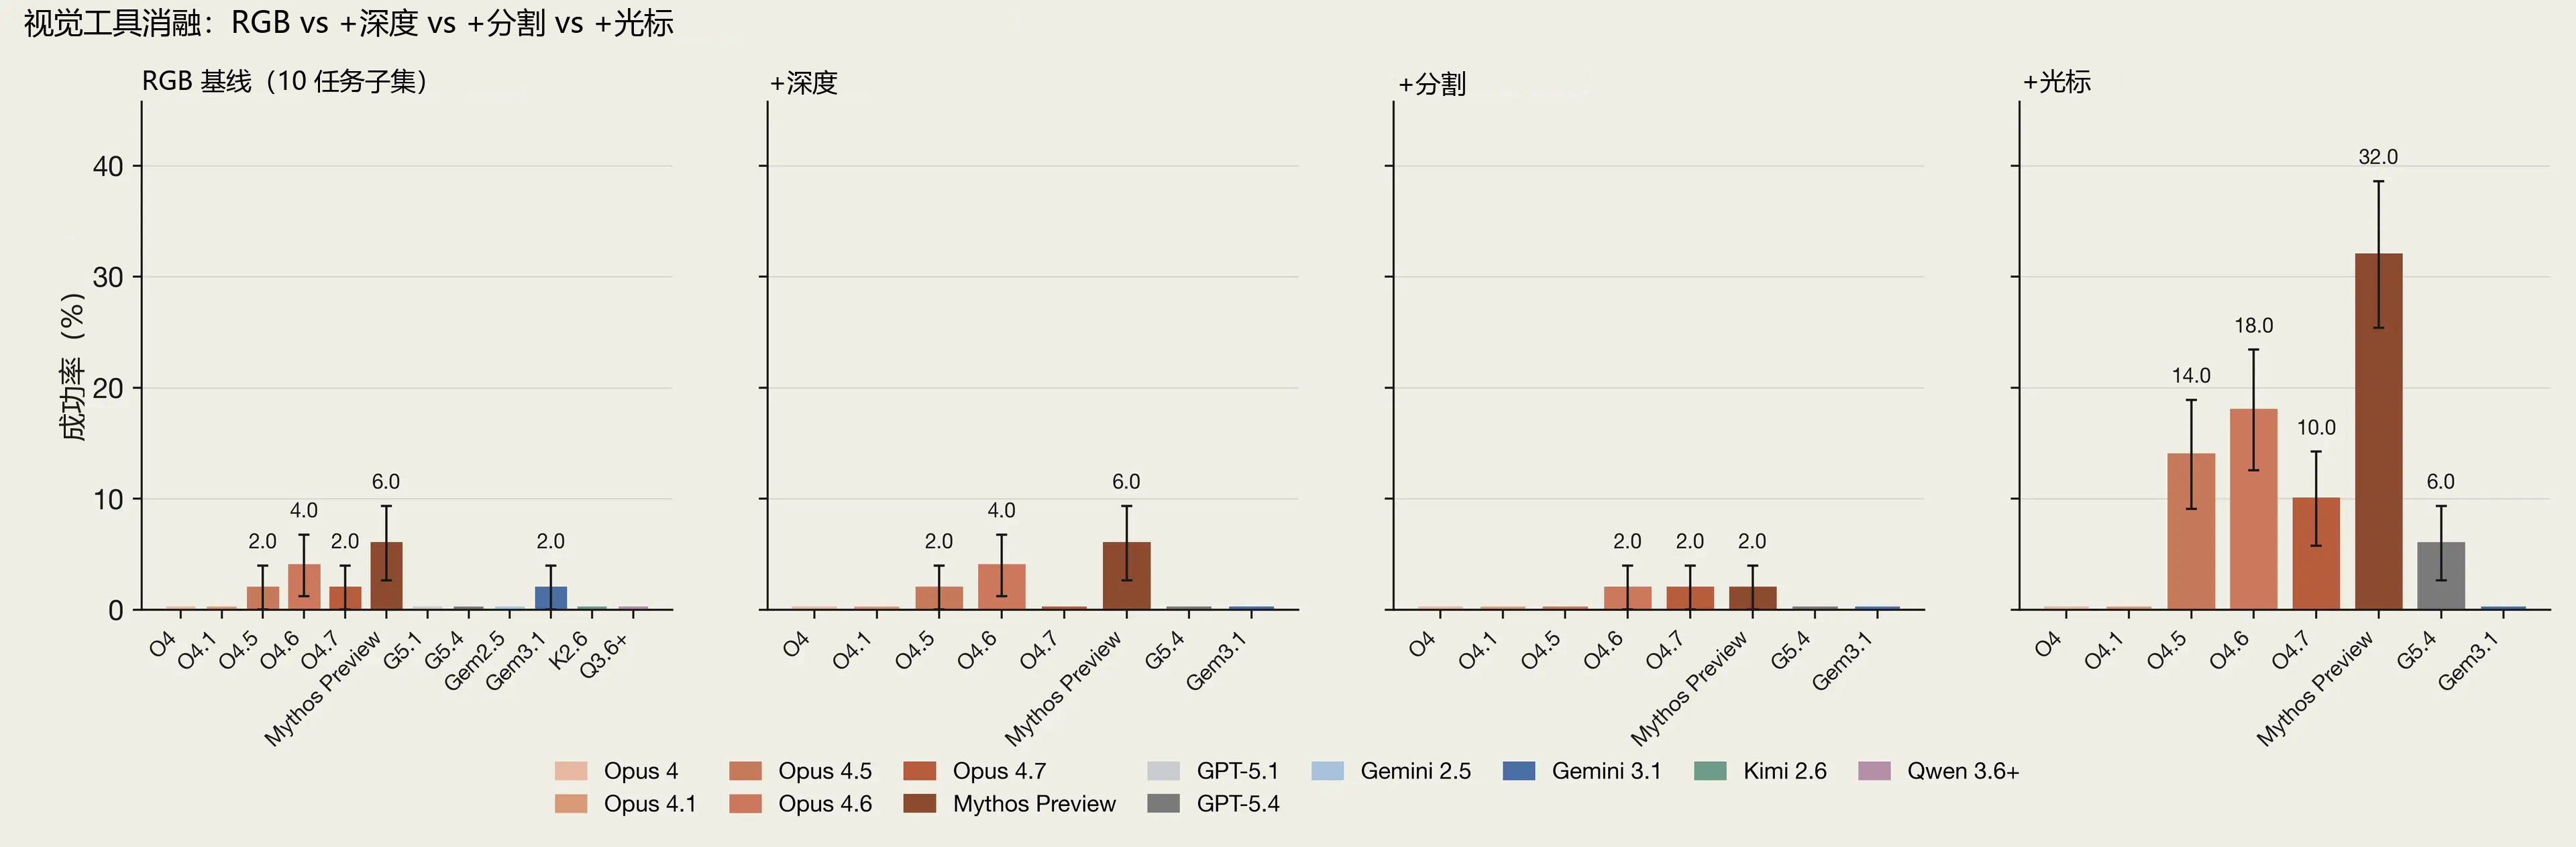 视觉工具消融：RGB vs +深度 vs +分割 vs +光标
RGB 基线（10 任务子集）
成功率（%）
40
30
20
10
0
2.0
4.0
2.0
6.0
2.0
O4
O4.1
O4.5
O4.6
O4.7
Mythos Preview
G5.1
G5.4
Gem2.5
Gem3.1
K2.6
Q3.6+
+深度
2.0
4.0
6.0
O4
O4.1
O4.5
O4.6
O4.7
Mythos Preview
G5.4
Gem3.1
+分割
2.0
2.0
2.0
O4
O4.1
O4.5
O4.6
O4.7
Mythos Preview
G5.4
Gem3.1
+光标
14.0
18.0
10.0
32.0
6.0
O4
O4.1
O4.5
O4.6
O4.7
Mythos Preview
G5.4
Gem3.1
Opus 4
Opus 4.5
Opus 4.7
GPT-5.1
Gemini 2.5
Gemini 3.1
Kimi 2.6
Qwen 3.6+
Opus 4.1
Opus 4.6
Mythos Preview
GPT-5.4